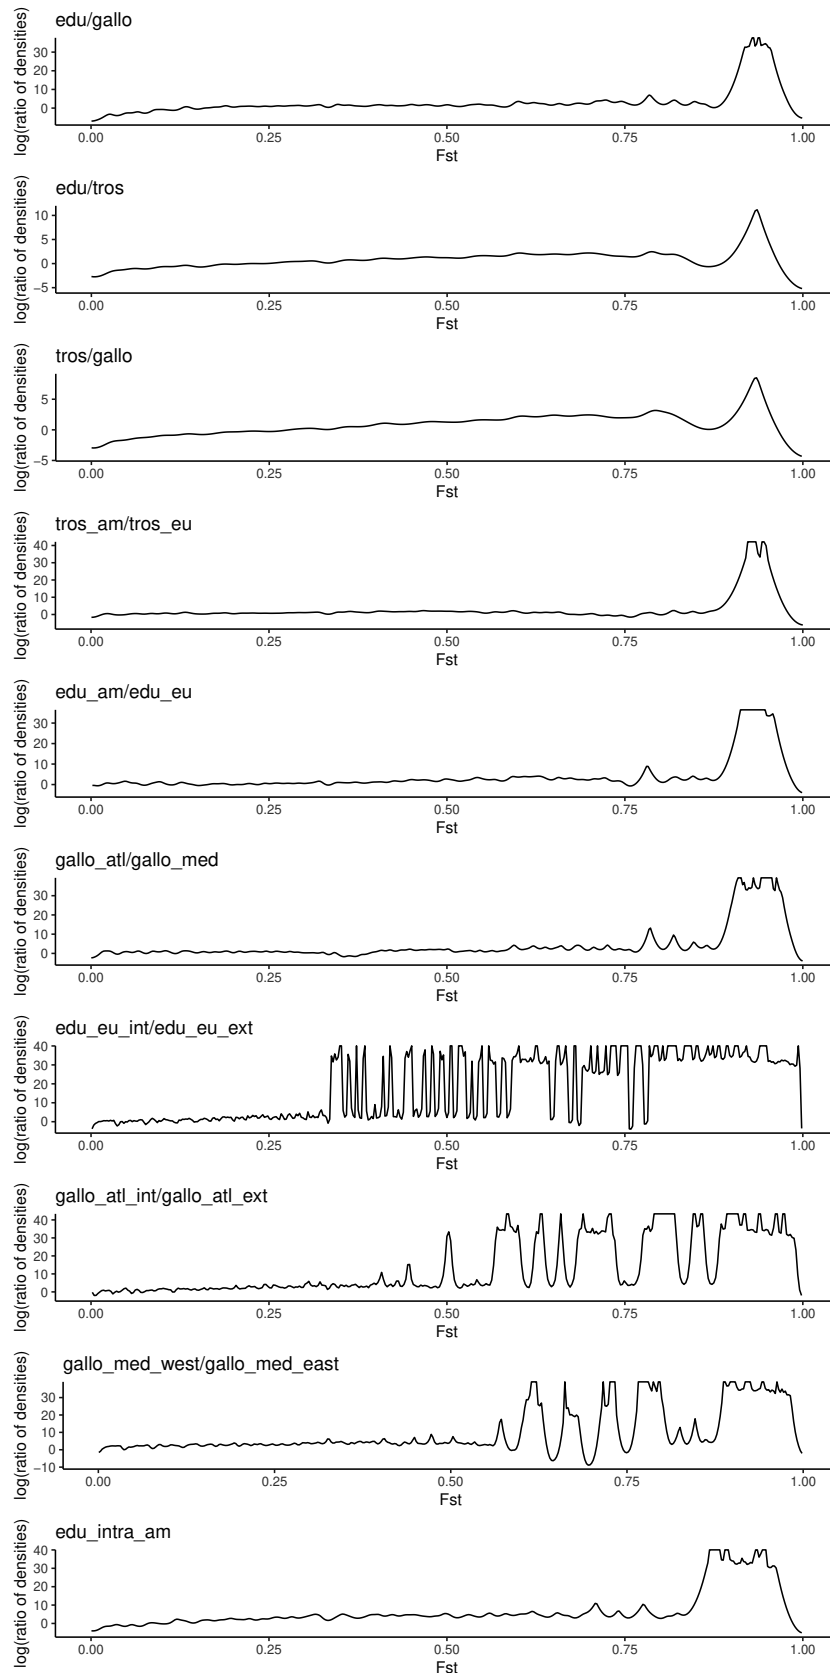 edu/gallo
log(ratio of densities)
30
20
10
0
0.00 0.25 0.50 0.75 1.00
Fst
edu/tros
log(ratio of densities)
10
5
0
−5
0.00 0.25 0.50 0.75 1.00
Fst
tros/gallo
log(ratio of densities)
5
0
−5
0.00 0.25 0.50 0.75 1.00
Fst
tros_am/tros_eu
log(ratio of densities)
40
30
20
10
0
0.00 0.25 0.50 0.75 1.00
Fst
edu_am/edu_eu
log(ratio of densities)
30
20
10
0
0.00 0.25 0.50 0.75 1.00
Fst
gallo_atl/gallo_med
log(ratio of densities)
30
20
10
0
0.00 0.25 0.50 0.75 1.00
Fst
edu_eu_int/edu_eu_ext
log(ratio of densities)
40
30
20
10
0
0.00 0.25 0.50 0.75 1.00
Fst
gallo_atl_int/gallo_atl_ext
log(ratio of densities)
40
30
20
10
0
0.00 0.25 0.50 0.75 1.00
Fst
gallo_med_west/gallo_med_east
log(ratio of densities)
30
20
10
0
−10
0.00 0.25 0.50 0.75 1.00
Fst
edu_intra_am
log(ratio of densities)
40
30
20
10
0
0.00 0.25 0.50 0.75 1.00
Fst